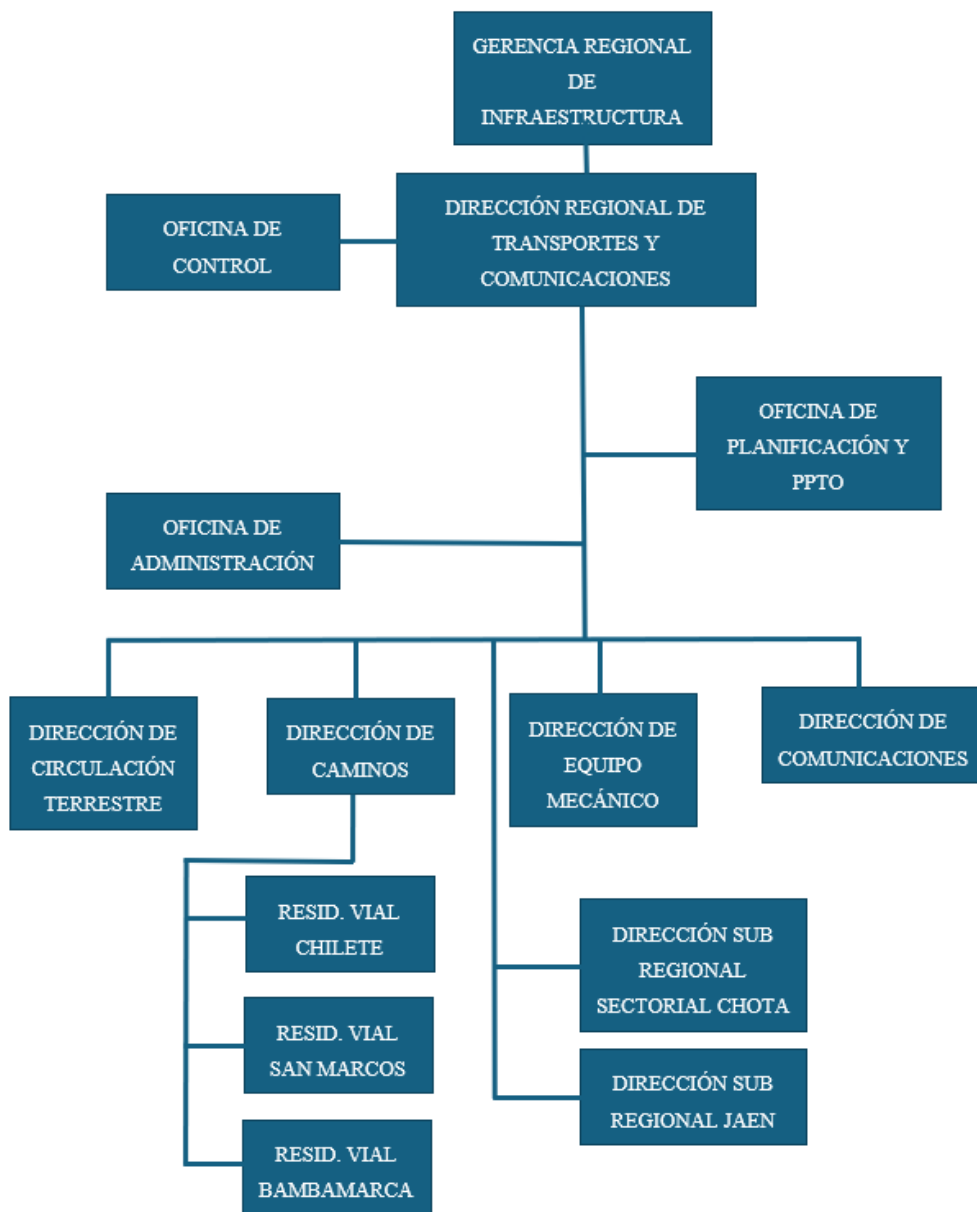 GERENCIA REGIONAL
DE
INFRAESTRUCTURA
DIRECCIÓN REGIONAL DE
TRANSPORTES Y
COMUNICACIONES
OFICINA DE
CONTROL
OFICINA DE
PLANIFICACIÓN Y
PPTO
OFICINA DE
ADMINISTRACIÓN
DIRECCIÓN DE
CIRCULACIÓN
TERRESTRE
DIRECCIÓN DE
CAMINOS
DIRECCIÓN DE
EQUIPO
MECÁNICO
DIRECCIÓN DE
COMUNICACIONES
RESID. VIAL
CHILETE
RESID. VIAL
SAN MARCOS
RESID. VIAL
BAMBAMARCA
DIRECCIÓN SUB
REGIONAL
SECTORIAL CHOTA
DIRECCIÓN SUB
REGIONAL JAEN